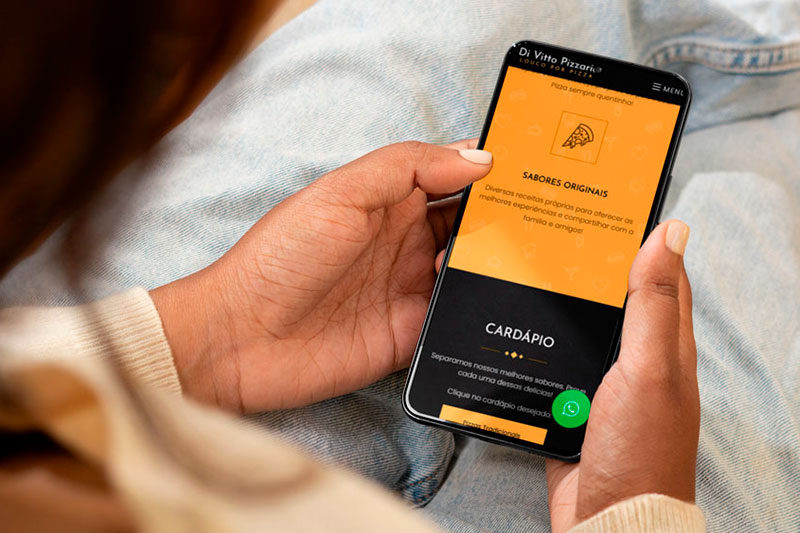 Di Vitto Pizzaria
LOUCO POR PIZZA
MENU
Pizza sempre quentinha!
SABORES ORIGINAIS
Diversas receitas próprias para oferecer as
melhores experiências e compartilhar com a
família e amigos!
CARDÁPIO
Separamos nossos melhores sabores. Prove
cada uma dessas delícias!
Clique no cardápio desejado
Pizzas Tradicionais